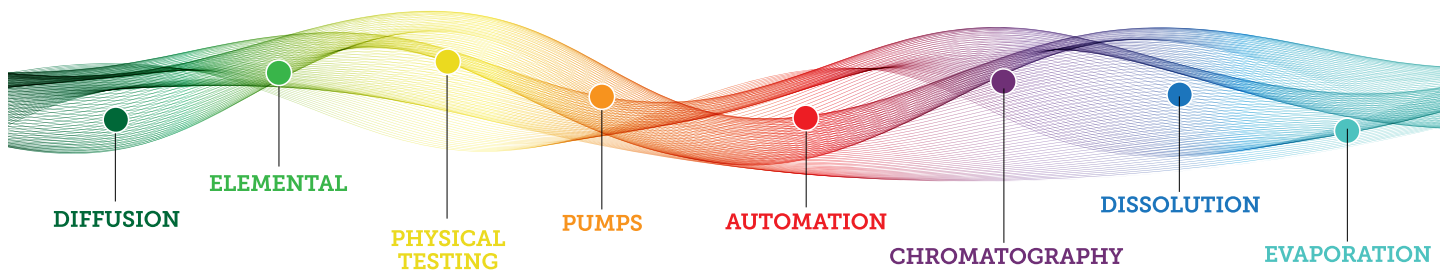 DIFFUSION
ELEMENTAL
PHYSICAL
TESTING
PUMPS
AUTOMATION
CHROMATOGRAPHY
DISSOLUTION
EVAPORATION